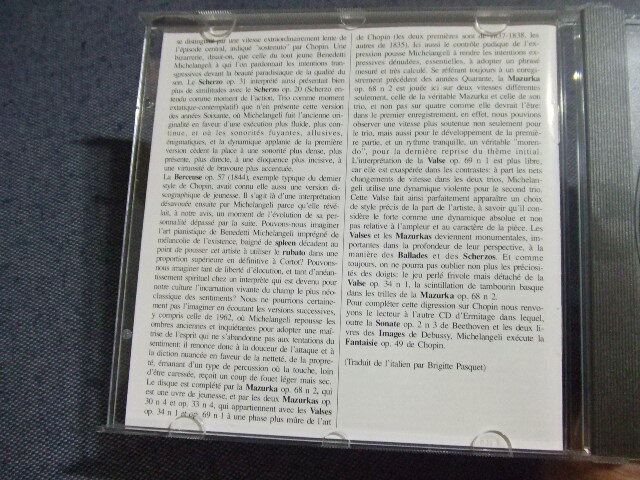 se distinguait par une vitesse extraordinairement lente de
l'épisode central, indiqué "sostenuto" par Chopin. Une
bizarrerie, disait-on, que celle du tout jeune Benedetti
Michelangeli à qui l'on pardonnait les intentions trans-
gressives devant la beauté paradisiaque de la qualité du
son. Le Scherzo op. 31 interprété ainsi présentait bien
plus de similitudes avec le Scherzo op. 20 (Scherzo en-
tendu comme moment de l'action, Trio comme moment
extatique-contemplatif) que n'en présente cette version
des années Soixante, où Michelangeli fuit l'ancienne ori-
ginalité en faveur d'une exécution plus fluide, plus con-
tinue, et où les sonorités fuyantes, allusives,
énigmatiques, et la dynamique applanie de la première
version cèdent la place à une sonorité plus dense, plus
présente, plus directe, à une éloquence plus incisive, à
une virtuosité de bravoure plus accentuée.
La Berceuse op. 57 (1844), exemple typique du dernier
style de Chopin, avait connu elle aussi une version dis-
cographique de jeunesse. Il s'agit là d'une interprétation
désavouée ensuite par Michelangeli parce qu'elle révé-
lait, à notre avis, un moment de l'évolution de sa per-
sonnalité dépassé par la suite. Pouvons-nous imaginer
l'art pianistique de Benedetti Michelangeli imprégné de
mélancolie de l'existence, baigné de spleen décadent au
point de pousser cet artiste à utiliser le rubato dans une
proportion supérieure en définitive à Cortot? Pouvons-
nous imaginer tant de liberté d'élocution, et tant d'anéan-
tissement spirituel chez un interprète qui est devenu pour
notre culture l'incarnation vivante du champ le plus néo-
classique des sentiments? Nous ne pourrions certaine-
ment pas l'imaginer en écoutant les versions successives,
y compris celle de 1962, où Michelangeli repousse les
ombres anciennes et inquiétantes pour adopter une maî-
trise de l'esprit qui ne s'abandonne pas aux tentations du
sentiment: il renonce donc à la douceur de l'attaque et à
la diction nuancée en faveur de la netteté, de la propre-
té, émanant d'un type de percussion où la touche, loin
d'être caressée, reçoit un coup de fouet léger mais sec.
Le disque est complété par la Mazurka op. 68 n 2, qui
est une œuvre de jeunesse, et par les deux Mazurkas op.
30 n 4 et op. 33 n 4, qui appartiennent avec les Valses
op. 34 n 1 et op. 69 n 1 à une phase plus mûre de l'art
de Chopin (les deux premières sont de 1837-1838, les
autres de 1835). Ici aussi le contrôle pudique de l'ex-
pression pousse Michelangeli à rendre les intentions ex-
pressives dénudées, essentielles, à adopter un phraser
mesuré et très calculé. Se référant toujours à un enregi-
strement précédent des années Quarante, la Mazurka
op. 68 n 2 est jouée ici sur deux vitesses différentes
seulement, celle de la véritable Mazurka et celle de son
trio, et non pas sur quatre comme elle devrait l'être:
dans le premier enregistrement, en effet, nous pouvions
observer une vitesse plus soutenue non seulement pour
le trio, mais aussi pour le développement de la premiè-
re partie, et un rythme tranquille, un véritable "moren-
do", pour la dernière reprise du thème initial.
L'interprétation de la Valse op. 69 n 1 est plus libre,
car elle est exaspérée dans les contrastes: à part les nets
changements de vitesse dans les deux trios, Michelan-
geli utilise une dynamique violente pour le second trio.
Cette Valse fait ainsi parfaitement apparaître un choix
de style précis de la part de l'artiste, à savoir qu'il con-
sidère le forte comme une dynamique absolue et non
pas relative à l'ampleur et au caractère de la pièce. Les
Valses et les Mazurkas deviennent monumentales, im-
portantes dans la profondeur de leur perspective, à la
manière des Ballades et des Scherzos. Et comme
toujours, on ne pourra pas oublier non plus les préciosi-
tés des doigts: le jeu perlé frivole mais détaché de la
Valse op. 34 n 1, la scintillation de tambourin basque
dans les trilles de la Mazurka op. 68 n 2.
Pour compléter cette digression sur Chopin nous renvo-
yons le lecteur à l'autre CD d'Ermitage dans lequel,
outre la Sonate op. 2 n 3 de Beethoven et les deux li-
vres des Images de Debussy, Michelangeli exécute la
Fantaisie op. 49 de Chopin.
(Traduit de l'italien par Brigitte Pasquet)